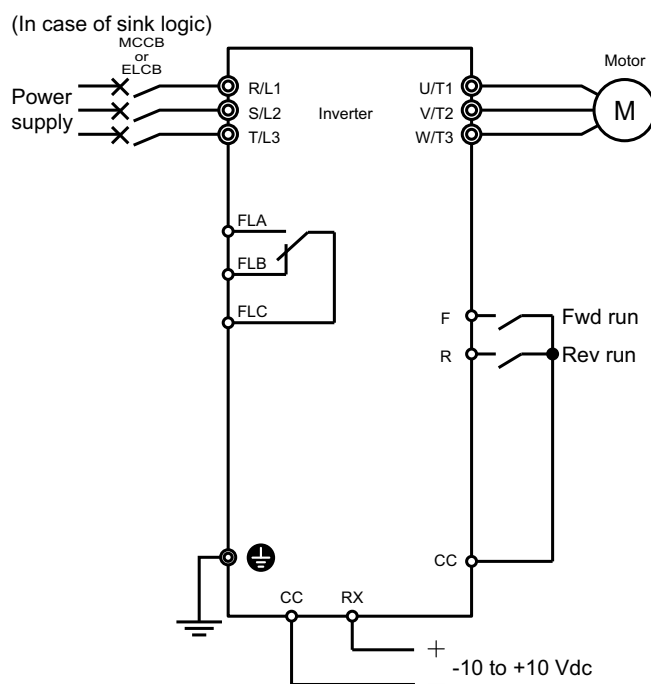 (In case of sink logic)
MCCB
or
ELCB
Power
supply
R/L1
S/L2
T/L3
Inverter
U/T1
V/T2
W/T3
Motor
M
FLA
FLB
FLC
F
Fwd run
R
Rev run
CC
CC
RX
+
-10 to +10 Vdc